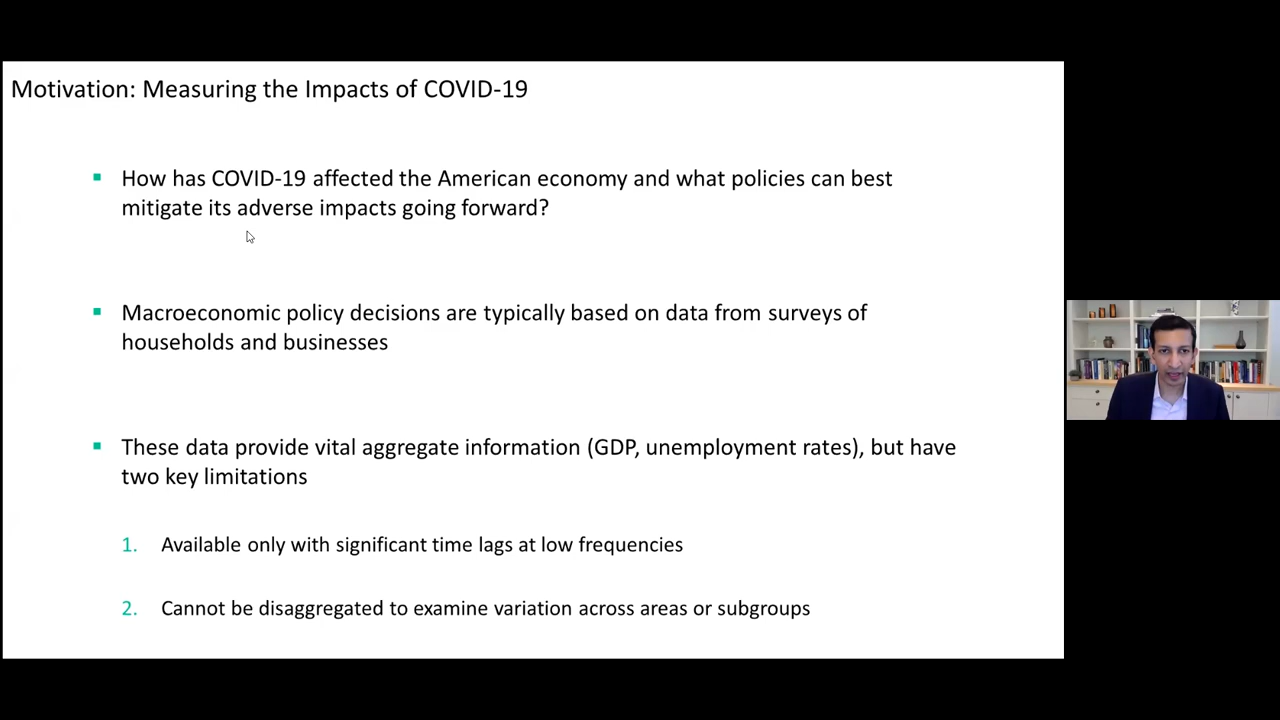 Motivation: Measuring the Impacts of COVID-19
▪ How has COVID-19 affected the American economy and what policies can best
mitigate its adverse impacts going forward?
▪ Macroeconomic policy decisions are typically based on data from surveys of
households and businesses
▪ These data provide vital aggregate information (GDP, unemployment rates), but have
two key limitations
1. Available only with significant time lags at low frequencies
2. Cannot be disaggregated to examine variation across areas or subgroups